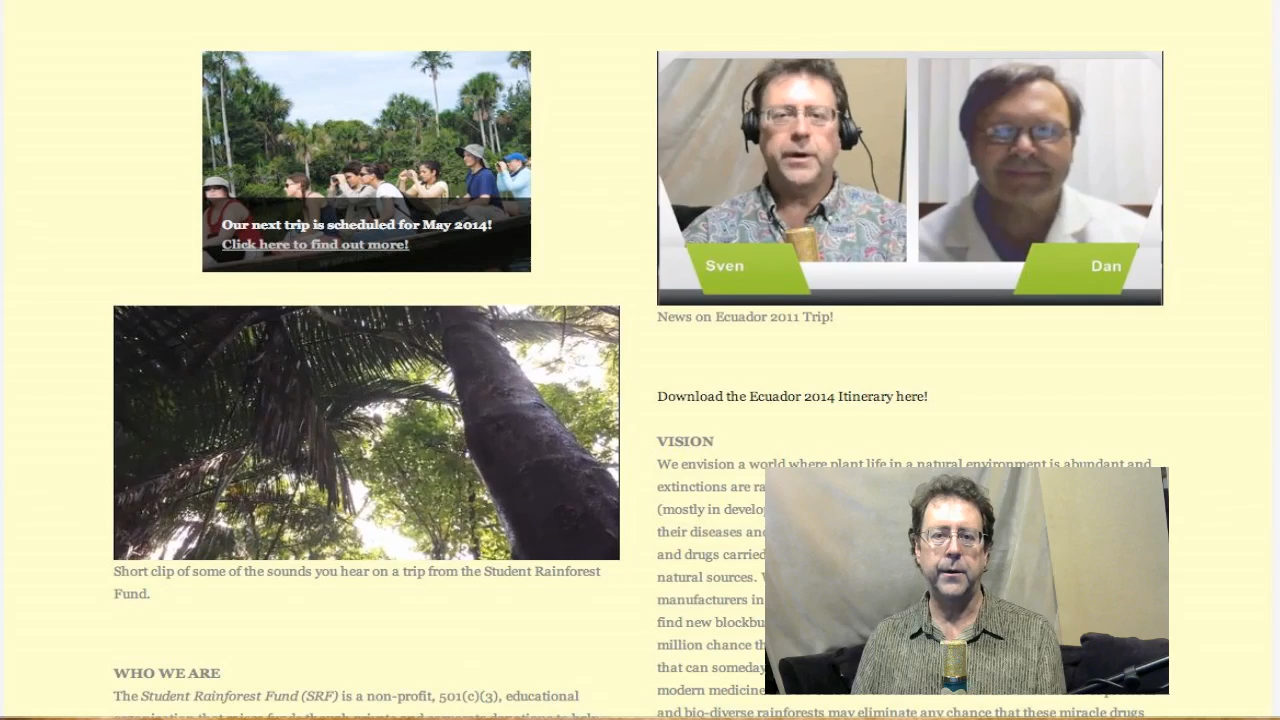 Our next trip is scheduled for May 2014!
Click here to find out more!
Short clip of some of the sounds you hear on a trip from the Student Rainforest
Fund.
WHO WE ARE
The Student Rainforest Fund (SRF) is a non-profit, 501(c)(3), educational
Sven
Dan
News on Ecuador 2011 Trip!
Download the Ecuador 2014 Itinerary here!
VISION
We envision a world where plant life in a natural environment is abundant and
extinctions are
(mostly in
their diseases
and drugs carried
natural sources.
manufacturers in
find new
million chance
that can someday
modern medicine
and bio-diverse rainforests may eliminate any chance that these miracle drugs